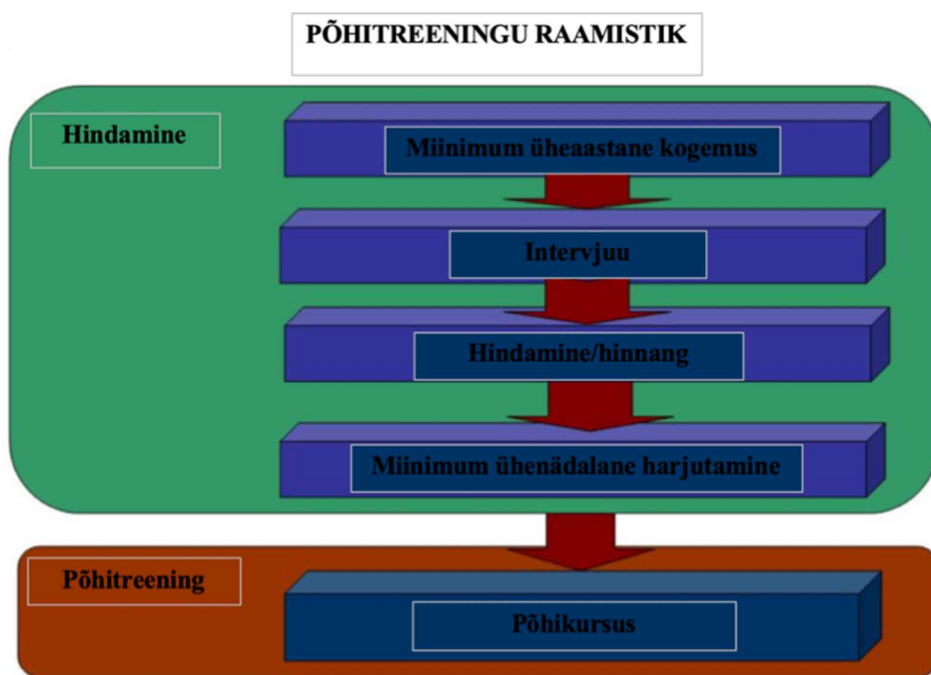 PÕHITREENINGU RAAMISTIK
Hindamine
Miinimum üheaastane kogemus
Intervjuu
Hindamine/hinnang
Miinimum ühenädalane harjutamine
Põhitreening
Põhikursus